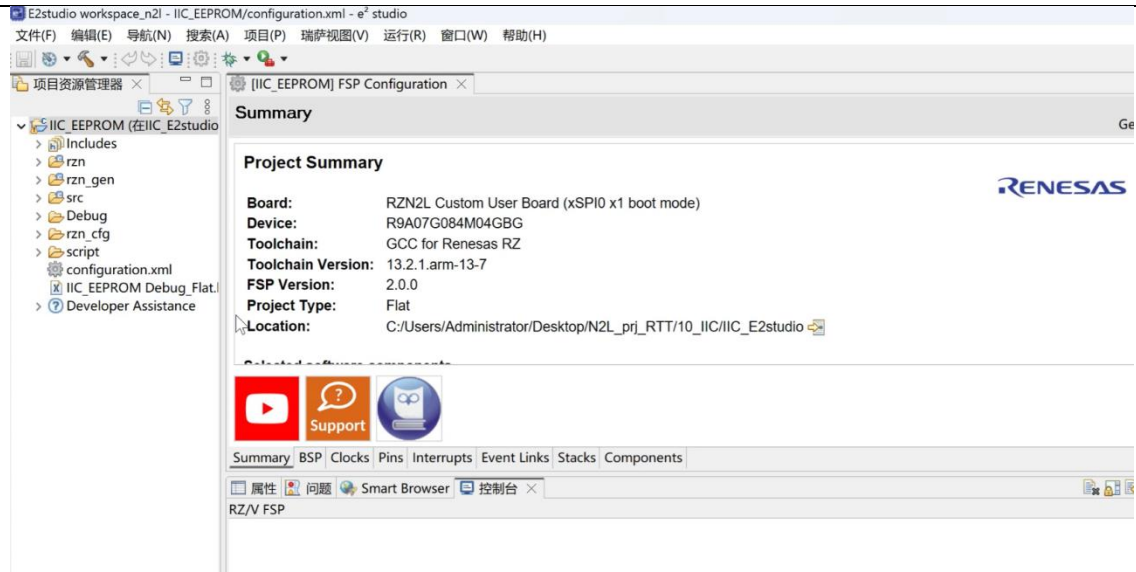 E2studio workspace_n2l - IIC_EEPROM/configuration.xml - e² studio
文件(F) 编辑(E) 导航(N) 搜索(A) 项目(P) 瑞萨视图(V) 运行(R) 窗口(W) 帮助(H)
项目资源管理器
[IIC_EEPROM] FSP Configuration
IIC_EEPROM (在IIC_E2studio
Includes
rzn
rzn_gen
src
Debug
rzn_cfg
script
configuration.xml
IIC_EEPROM Debug_Flat.l
Developer Assistance
Summary
Ge
Project Summary
RENESAS
Board: RZN2L Custom User Board (xSPI0 x1 boot mode)
Device: R9A07G084M04GBG
Toolchain: GCC for Renesas RZ
Toolchain Version: 13.2.1.arm-13-7
FSP Version: 2.0.0
Project Type: Flat
Location: C:/Users/Administrator/Desktop/N2L_prj_RTT/10_IIC/IIC_E2studio
Selected software components
Support
Summary BSP Clocks Pins Interrupts Event Links Stacks Components
属性 问题 Smart Browser 控制台
RZ/V FSP